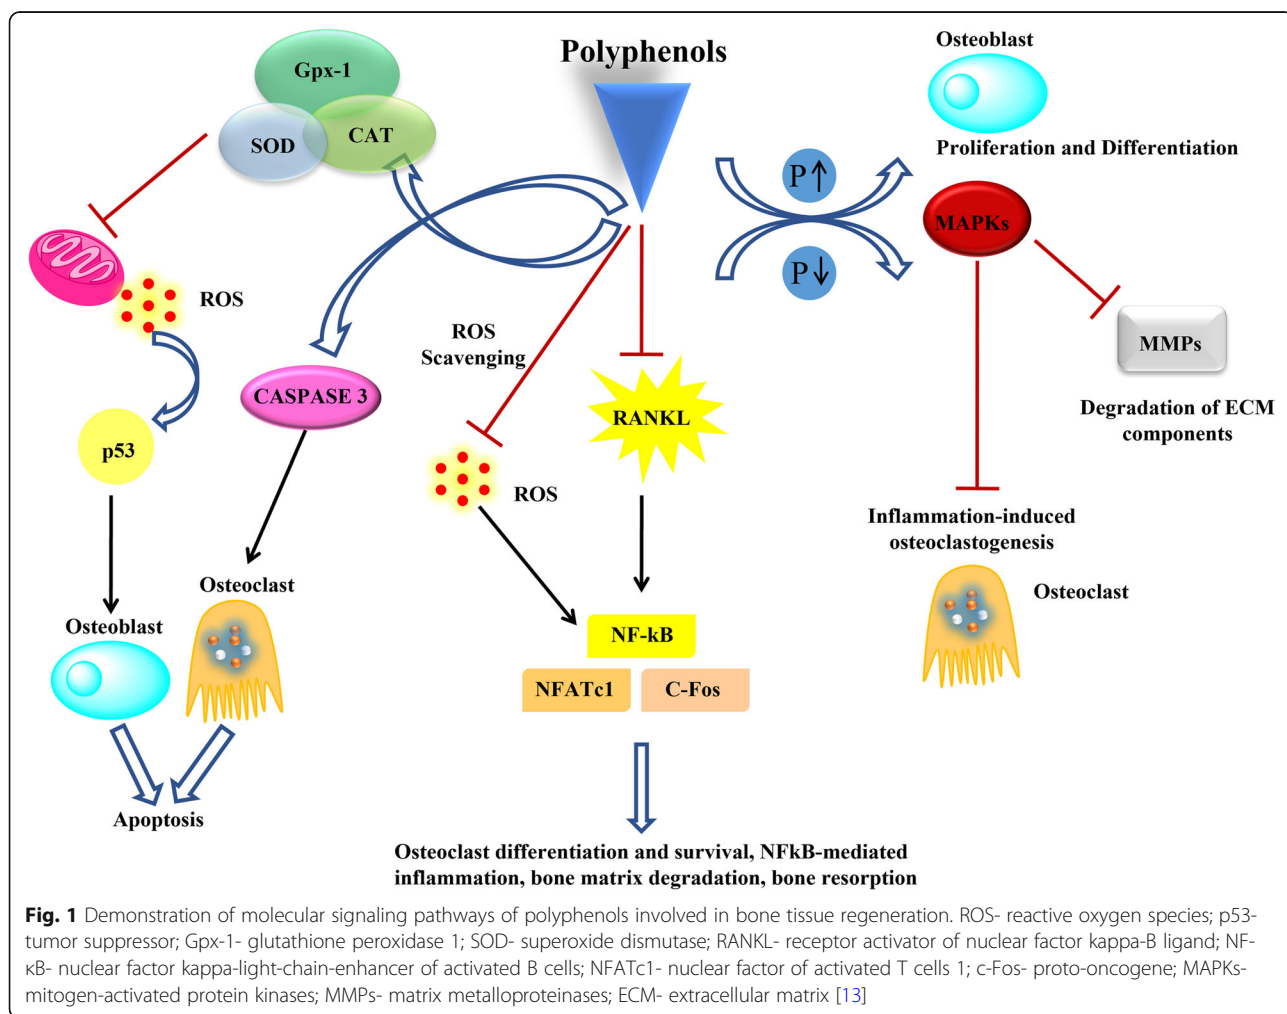 Polyphenols
Gpx-1
SOD
CAT
ROS
p53
Osteoblast
CASPASE 3
Osteoclast
Apoptosis
ROS
Scavenging
ROS
RANKL
NF-kB
NFATc1
C-Fos
Osteoclast differentiation and survival, NFkB-mediated
inflammation, bone matrix degradation, bone resorption
P↑
P↓
Osteoblast
Proliferation and Differentiation
MAPKs
MMPs
Degradation of ECM
components
Inflammation-induced
osteoclastogenesis
Osteoclast
Fig. 1 Demonstration of molecular signaling pathways of polyphenols involved in bone tissue regeneration. ROS- reactive oxygen species; p53-
tumor suppressor; Gpx-1- glutathione peroxidase 1; SOD- superoxide dismutase; RANKL- receptor activator of nuclear factor kappa-B ligand; NF-
κB- nuclear factor kappa-light-chain-enhancer of activated B cells; NFATc1- nuclear factor of activated T cells 1; c-Fos- proto-oncogene; MAPKs-
mitogen-activated protein kinases; MMPs- matrix metalloproteinases; ECM- extracellular matrix [13]